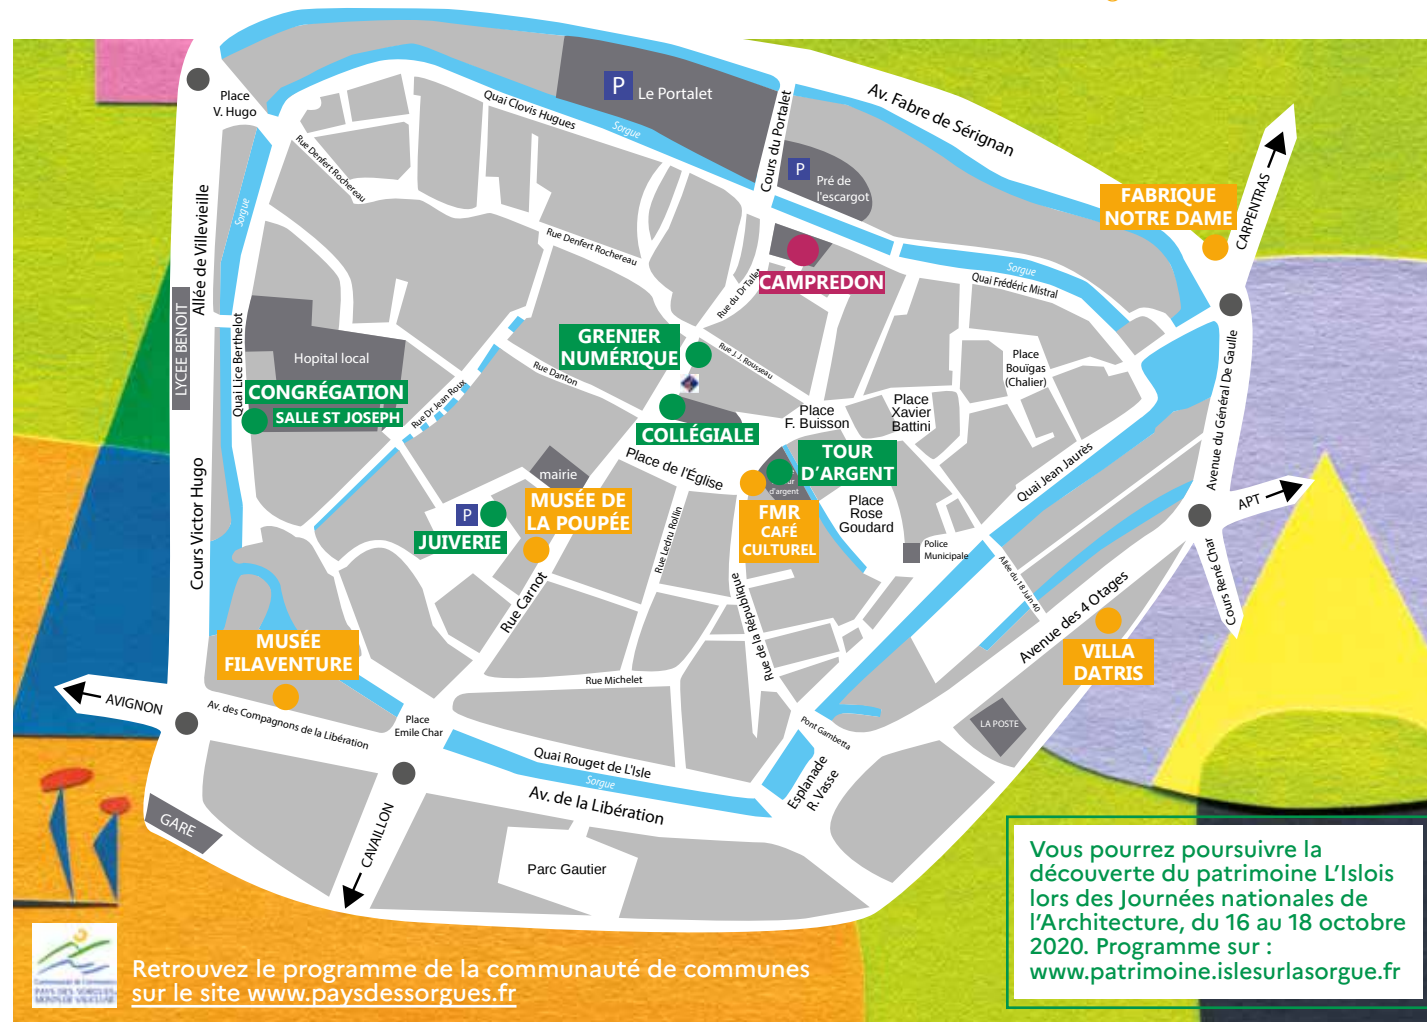 P
Le Portalet
Av. Fabre de Sérignan
Place
V. Hugo
Quai Clovis Hugues
Sorgue
Cours du Portalet
P
Pré de
l'escargot
Rue Denfert Rochereau
Allée de Villevieille
Sorgue
FABRIQUE
NOTRE DAME
CARPENTRAS
Rue Denfert Rochereau
CAMPREDON
Rue du Dr Tallet
Sorgue
Quai Frédéric Mistral
LYCEE BENOIT
Quai Lice Berthelot
Hopital local
GRENIER
NUMÉRIQUE
Rue J.J. Rousseau
Place
Bouïgas
(Chalier)
Avenue du Général De Gaulle
CONGRÉGATION
SALLE ST JOSEPH
Rue Dr Jean Roux
Rue Danton
COLLÉGIALE
Place
F. Buisson
Place
Xavier
Battini
Place de l'Église
TOUR
D'ARGENT
d'argent
Quai Jean Jaurès
mairie
MUSÉE DE
LA POUPÉE
Cours Victor Hugo
P
JUIVERIE
Rue Ledru Rollin
FMR
CAFÉ
CULTUREL
Place
Rose
Goudard
Police
Municipale
APT
Cours René Char
Allée du 18 Juin 40
Rue Carnot
Rue de la République
Avenue des 4 Otages
MUSÉE
FILAVENTURE
VILLA
DATRIS
AVIGNON
Av. des Compagnons de la Libération
Place
Emile Char
Rue Michelet
Pont Gambetta
LA POSTE
Quai Rouget de L'Isle
Sorgue
Esplanade
R. Vasse
Av. de la Libération
GARE
CAVAILLON
Parc Gautier
Vous pourrez poursuivre la
découverte du patrimoine L'Islois
lors des Journées nationales de
l'Architecture, du 16 au 18 octobre
2020. Programme sur :
www.patrimoine.islesurlasorgue.fr
PAYS DES SORGUES
MONTS DE VAUCLUSE
Retrouvez le programme de la communauté de communes
sur le site www.paysdessorgues.fr